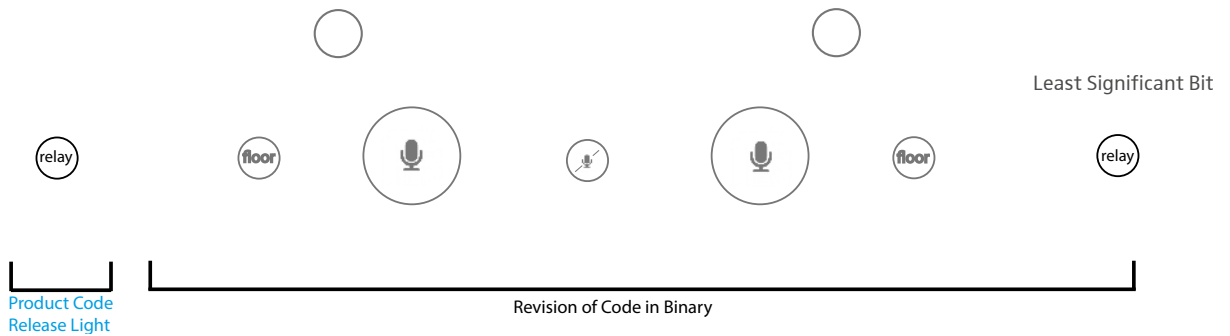 Least Significant Bit
relay
floor
floor
relay
Product Code
Release Light
Revision of Code in Binary